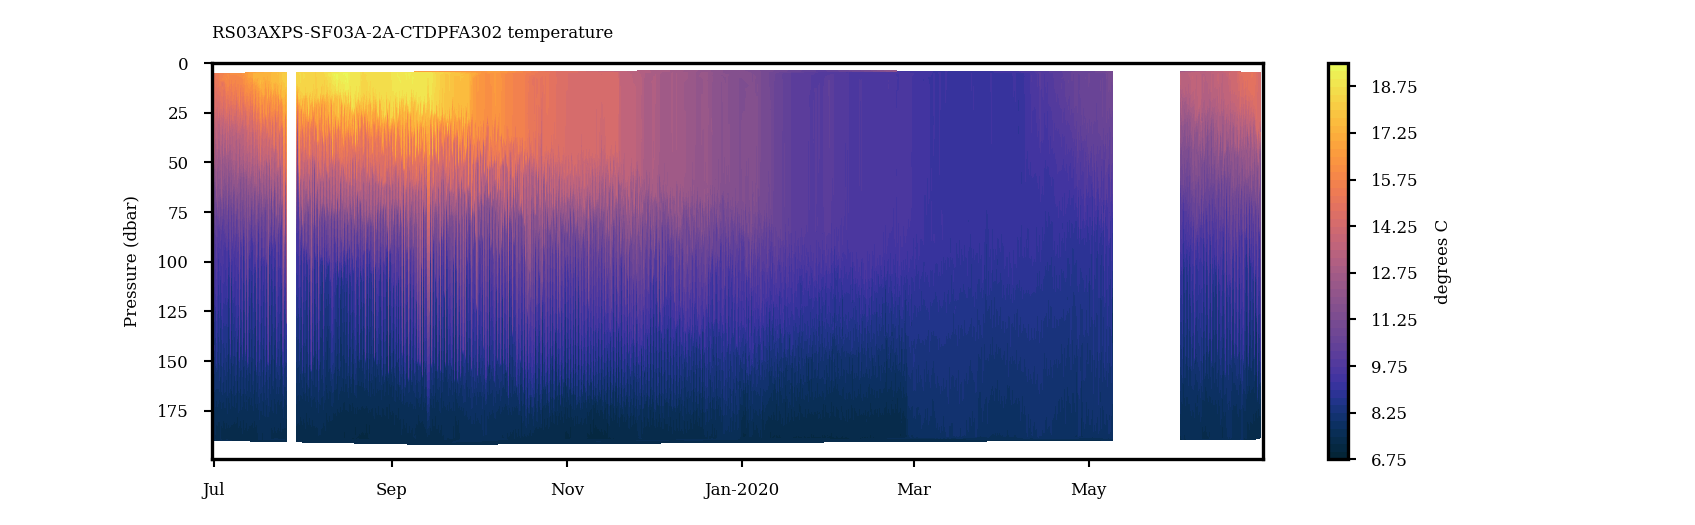 RS03AXPS-SF03A-2A-CTDPFA302 temperature
0
25
50
75
100
125
150
175
Pressure (dbar)
Jul
Sep
Nov
Jan-2020
Mar
May
18.75
17.25
15.75
14.25
12.75
11.25
9.75
8.25
6.75
degrees C